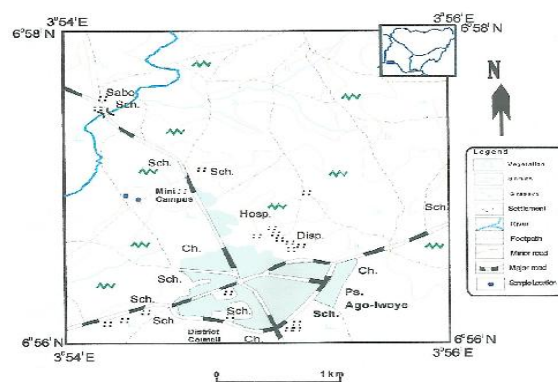 3°54'E
3°56'E
6°58'N
6°58'N
N
Sabo
Sch.
Sch.
Sch.
Mini
Campus
Hosp.
Sch.
Disp.
Ch.
Ch.
Sch.
Ps.
Ago-Iwoye
Sch.
Sch.
Sch.
Sch
District
Council
Ch.
6°56'N
6°56'N
3°54'E
3°56 E
0
1 km
Legend
Vegetation
Settlement
River
Footpath
Minor road
Major road
Sample location